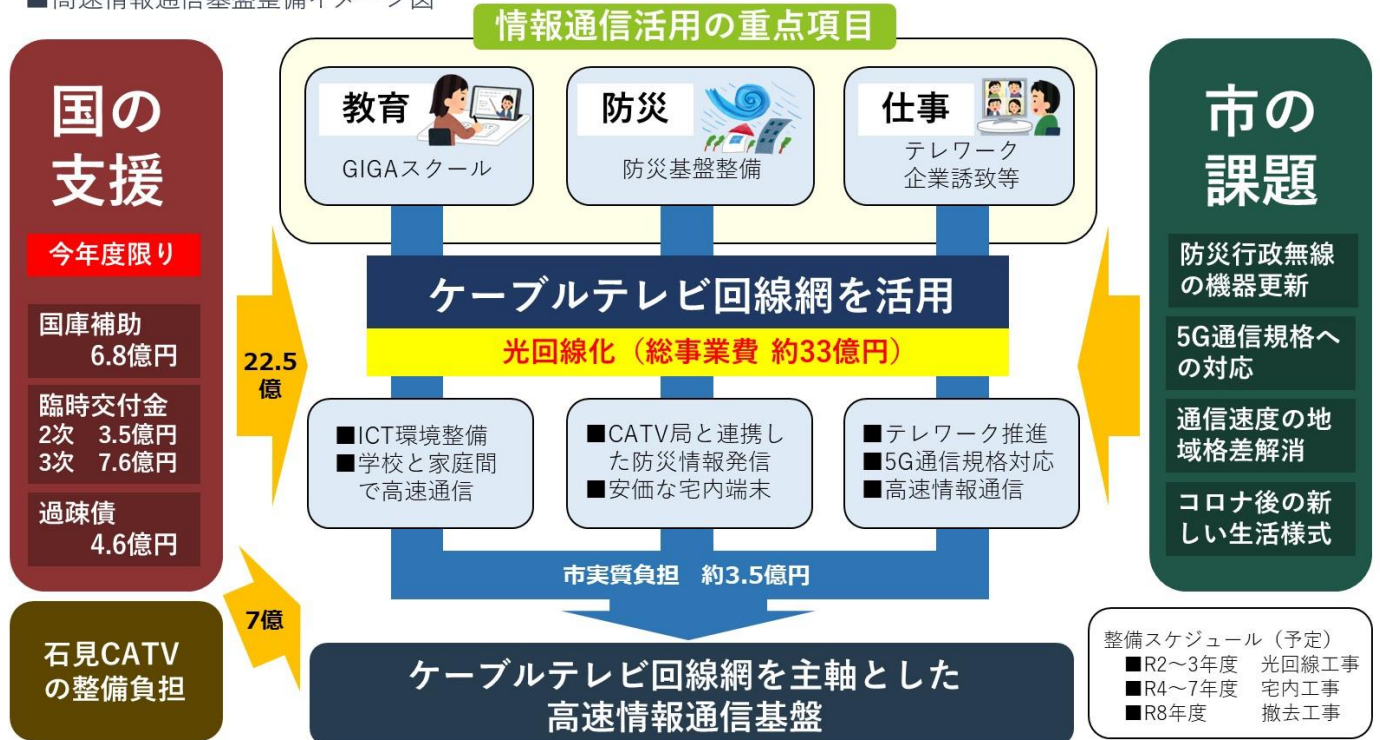 ■高速情報通信基盤整備イメージ図
情報通信活用の重点項目
国の
支援
今年度限り
国庫補助
6.8億円
臨時交付金
2次 3.5億円
3次 7.6億円
過疎債
4.6億円
石見CATV
の整備負担
22.5
億
7億
教育
GIGAスクール
防災
防災基盤整備
仕事
テレワーク
企業誘致等
ケーブルテレビ回線網を活用
光回線化（総事業費 約33億円）
■ICT環境整備
■学校と家庭間
で高速通信
■CATV局と連携し
た防災情報発信
■安価な宅内端末
■テレワーク推進
■5G通信規格対応
■高速情報通信
市実質負担 約3.5億円
ケーブルテレビ回線網を主軸とした
高速情報通信基盤
市の
課題
防災行政無線
の機器更新
5G通信規格へ
の対応
通信速度の地
域格差解消
コロナ後の新
しい生活様式
整備スケジュール（予定）
■R2～3年度 光回線工事
■R4～7年度 宅内工事
■R8年度 撤去工事